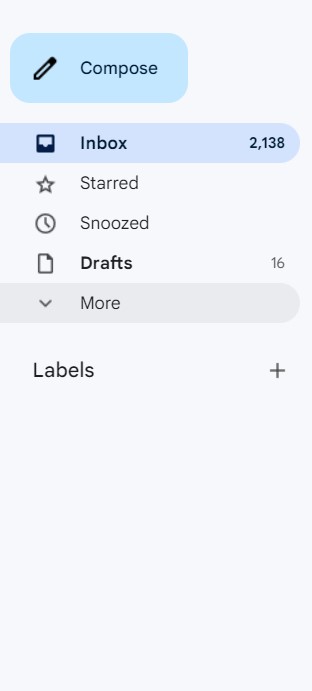 Compose
Inbox 2,138
Starred
Snoozed
Drafts 16
More
Labels